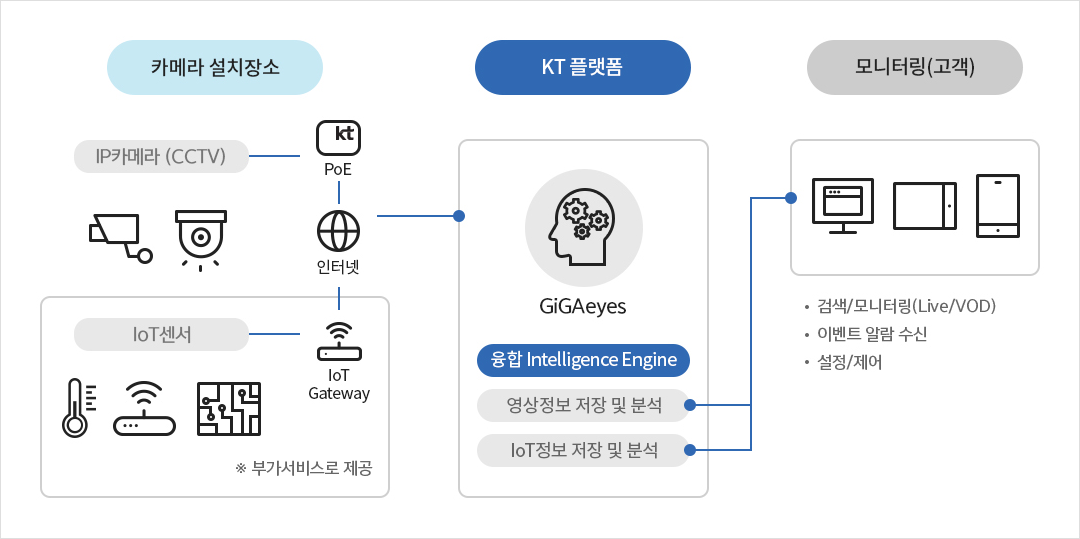 카메라 설치장소
IP카메라 (CCTV)
kt
PoE
인터넷
IoT센서
IoT
Gateway
※ 부가서비스로 제공
KT 플랫폼
GiGAeyes
융합 Intelligence Engine
영상정보 저장 및 분석
IoT정보 저장 및 분석
모니터링(고객)
• 검색/모니터링(Live/VOD)
• 이벤트 알람 수신
• 설정/제어